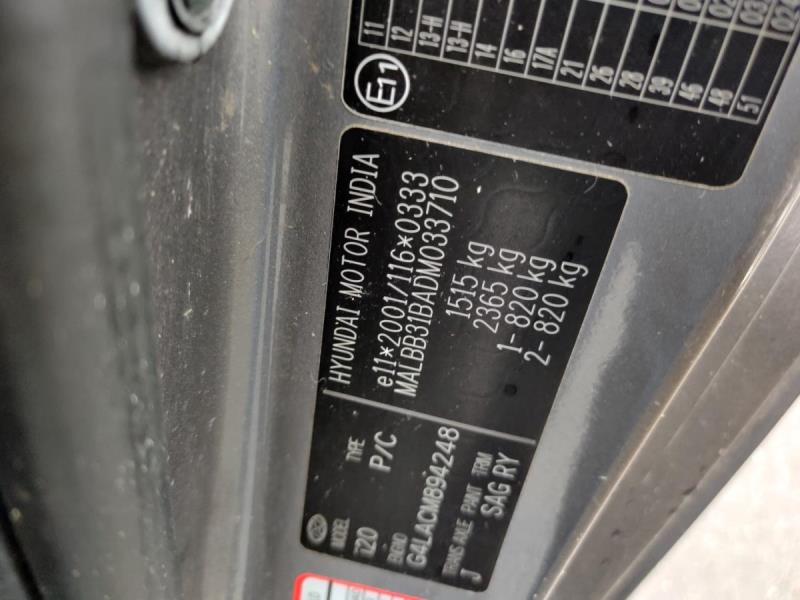 11
12
13-H
13-H
14
16
17A
21
26
28
39
46
48
51
E11
HYUNDAI MOTOR INDIA
e11*2001/116*0333
MALBB31BADM033710
1515 kg
2365 kg
1- 820 kg
2- 820 kg
MODEL TYPE
i20 P/C
ENGINO
G4LACM894248
TRANS AXLE PAINT TRIM
J SAG RY